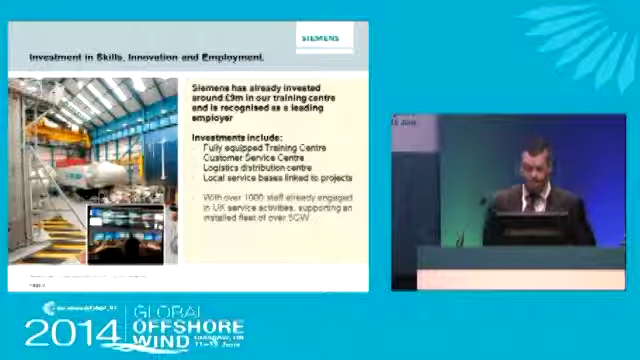 SIEMENS
Investment in Skills, Innovation and Employment.
Siemens has already invested
around £9m in our training centre
and is recognised as a leading
employer
Investments include:
Fully equipped Training Centre
Customer Service Centre
Logistics distribution centre
Local service bases linked to projects
With over 1000 staff already engaged
in UK service activities, supporting an
installed fleet of over 3GW
2014
GLOBAL
OFFSHORE
WIND